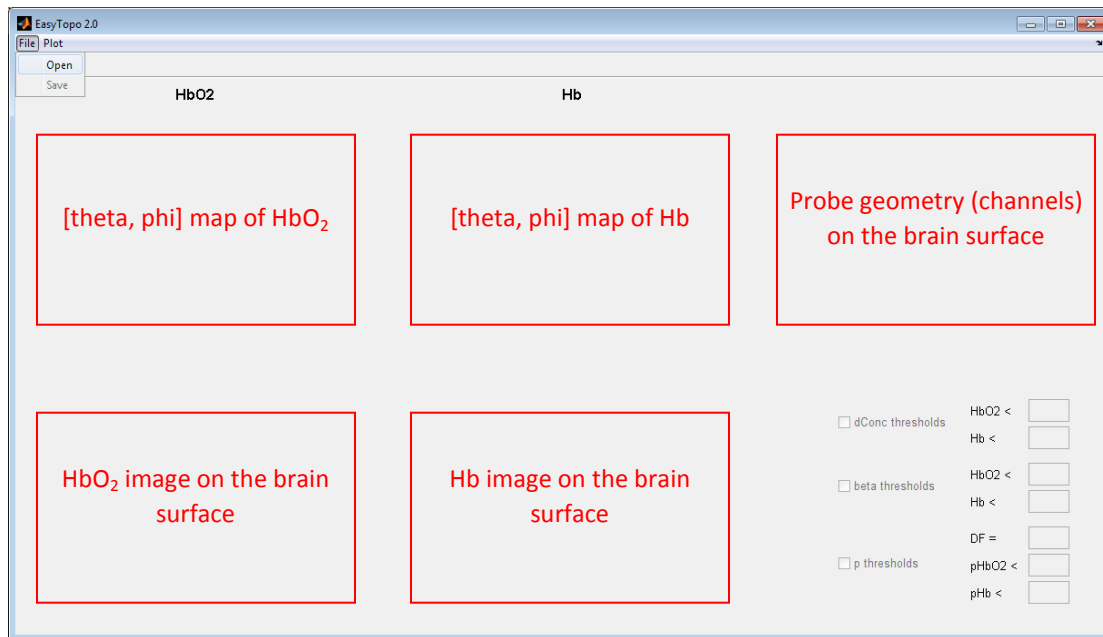 EasyTopo 2.0
File Plot
Open
Save
HbO2
Hb
[theta, phi] map of HbO₂
[theta, phi] map of Hb
Probe geometry (channels)
on the brain surface
HbO₂ image on the brain
surface
Hb image on the brain
surface
dConc thresholds
HbO2 <
Hb <
beta thresholds
HbO2 <
Hb <
p thresholds
DF =
pHbO2 <
pHb <